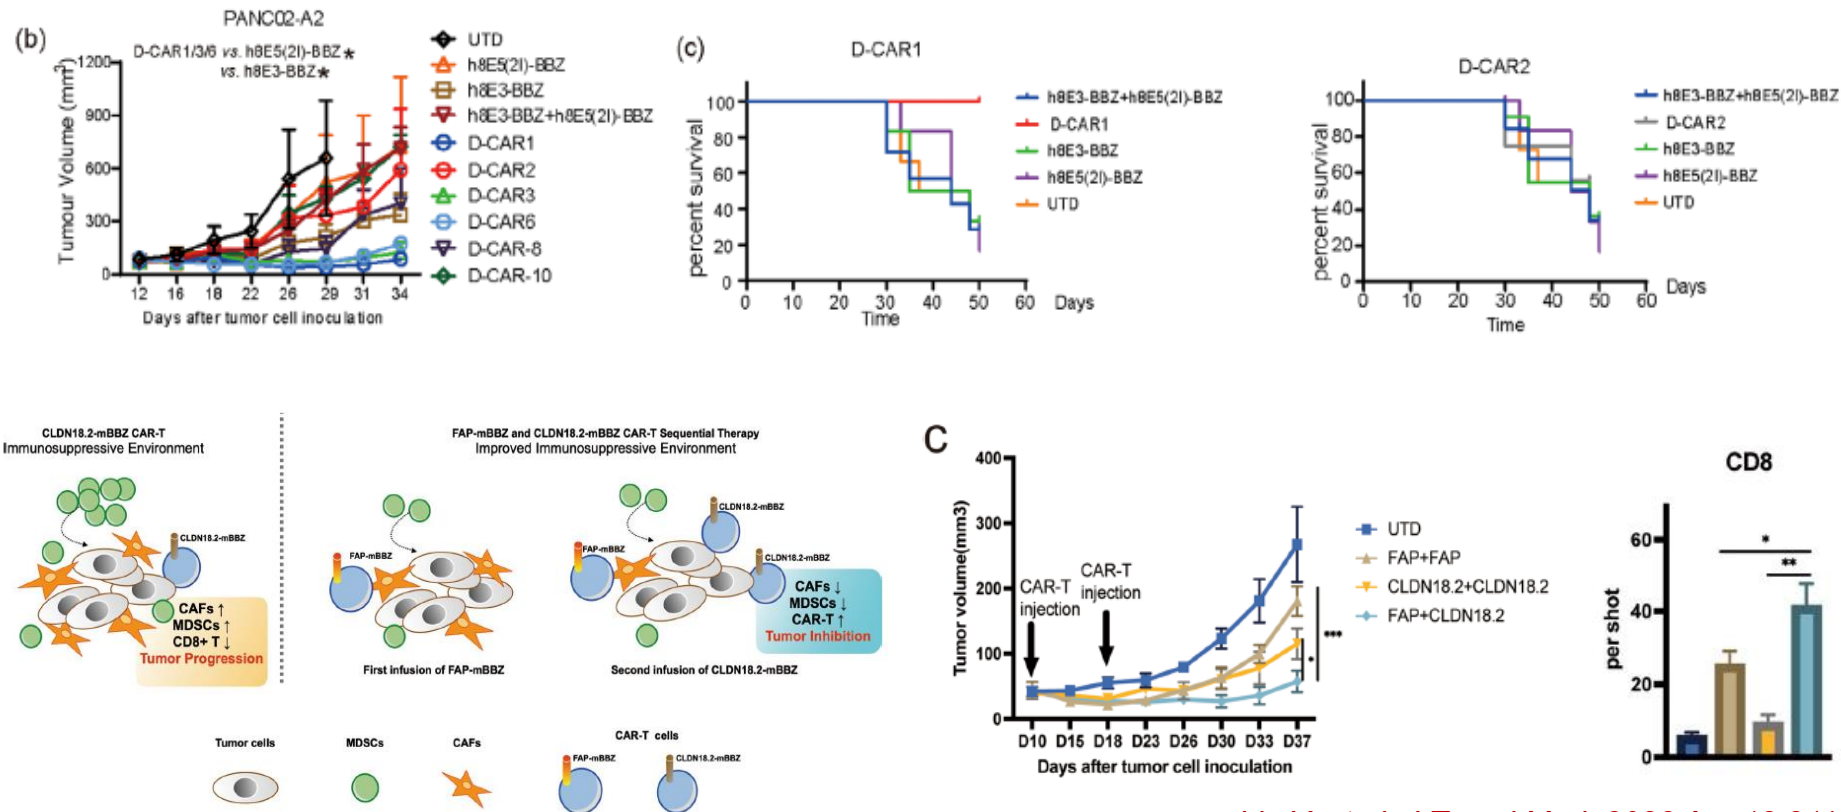 (b)
PANC02-A2
D-CAR1/3/6 vs. h8E5(2I)-BBZ *
vs. h8E3-BBZ *
Tumour Volume (mm3)
1200
900
600
300
0
12 16 18 22 26 29 31 34
Days after tumor cell inoculation
UTD
h8E5(2I)-BBZ
h8E3-BBZ
h8E3-BBZ+h8E5(2I)-BBZ
D-CAR1
D-CAR2
D-CAR3
D-CAR6
D-CAR-8
D-CAR-10
(c)
D-CAR1
percent survival
100
80
60
40
20
0
0 10 20 30 40 50 60 Days
Time
h8E3-BBZ+h8E5(2I)-BBZ
D-CAR1
h8E3-BBZ
h8E5(2I)-BBZ
UTD
D-CAR2
percent survival
100
80
60
40
20
0
0 10 20 30 40 50 60 Days
Time
h8E3-BBZ+h8E5(2I)-BBZ
D-CAR2
h8E3-BBZ
h8E5(2I)-BBZ
UTD
CLDN18.2-mBBZ CAR-T
Immunosuppressive Environment
CLDN18.2-mBBZ
CAFs ↑
MDSCs ↑
CD8+ T ↓
Tumor Progression
FAP-mBBZ and CLDN18.2-mBBZ CAR-T Sequential Therapy
Improved Immunosuppressive Environment
FAP-mBBZ
First infusion of FAP-mBBZ
FAP-mBBZ
CLDN18.2-mBBZ
CLDN18.2-mBBZ
CAFs ↓
MDSCs ↓
CAR-T ↑
Tumor Inhibition
Second infusion of CLDN18.2-mBBZ
Tumor cells
MDSCs
CAFs
CAR-T cells
FAP-mBBZ
CLDN18.2-mBBZ
C
Tumor volume(mm3)
400
300
200
100
0
CAR-T
injection
CAR-T
injection
D10 D15 D18 D23 D26 D30 D33 D37
Days after tumor cell inoculation
***
*
UTD
FAP+FAP
CLDN18.2+CLDN18.2
FAP+CLDN18.2
CD8
per shot
60
40
20
0
*
**